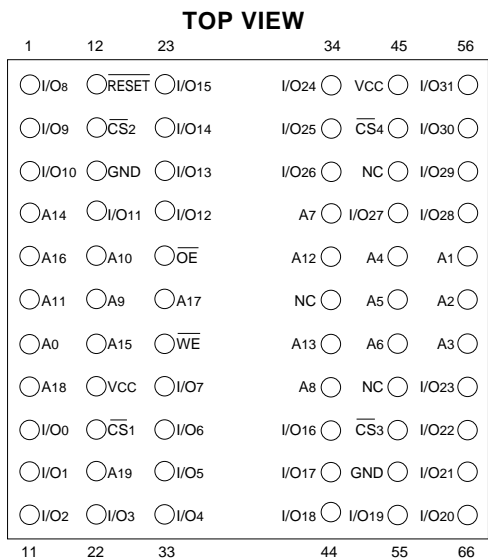 TOP VIEW
1 12 23 34 45 56
I/O8 RESET I/O15 I/O24 VCC I/O31
I/O9 CS2 I/O14 I/O25 CS4 I/O30
I/O10 GND I/O13 I/O26 NC I/O29
A14 I/O11 I/O12 A7 I/O27 I/O28
A16 A10 OE A12 A4 A1
A11 A9 A17 NC A5 A2
A0 A15 WE A13 A6 A3
A18 VCC I/O7 A8 NC I/O23
I/O0 CS1 I/O6 I/O16 CS3 I/O22
I/O1 A19 I/O5 I/O17 GND I/O21
I/O2 I/O3 I/O4 I/O18 I/O19 I/O20
11 22 33 44 55 66